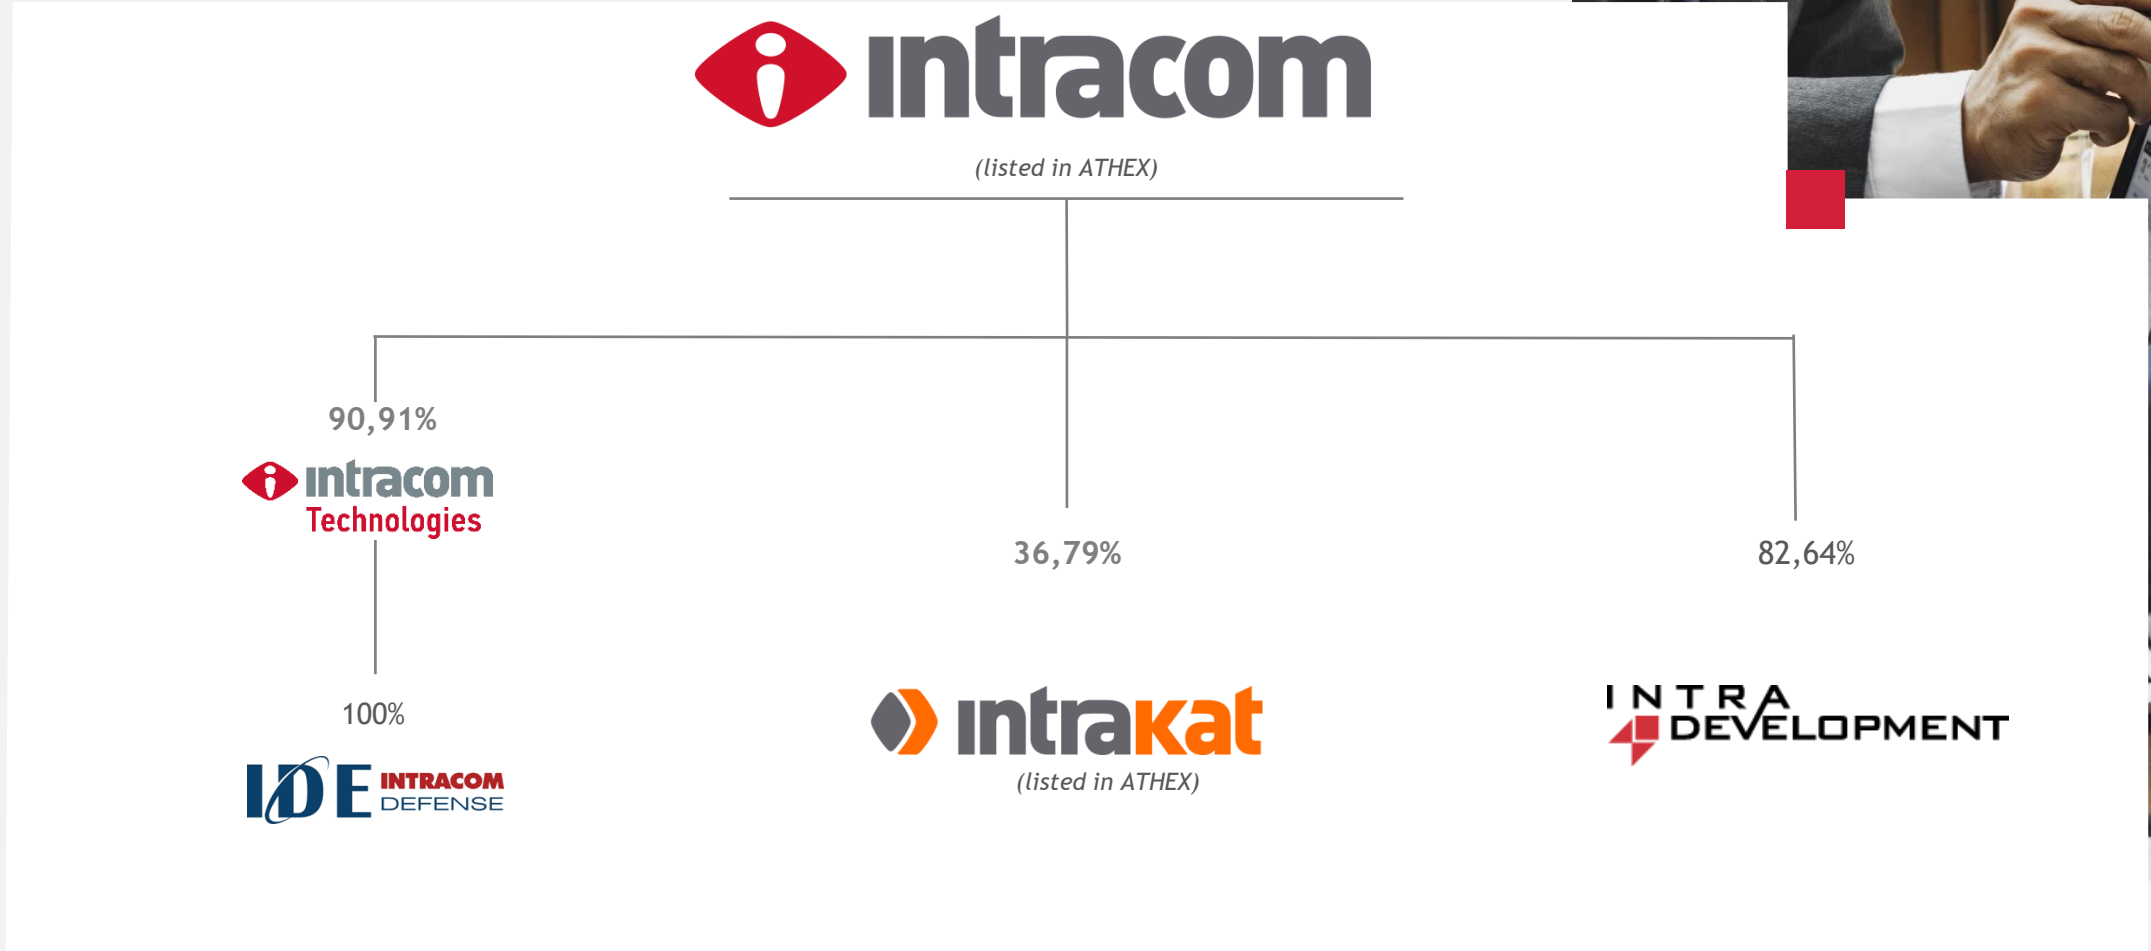 intracom
(listed in ATHEX)
90,91%
intracom
Technologies
36,79%
82,64%
100%
IDE INTRACOM
DEFENSE
intrakat
(listed in ATHEX)
INTRA
DEVELOPMENT